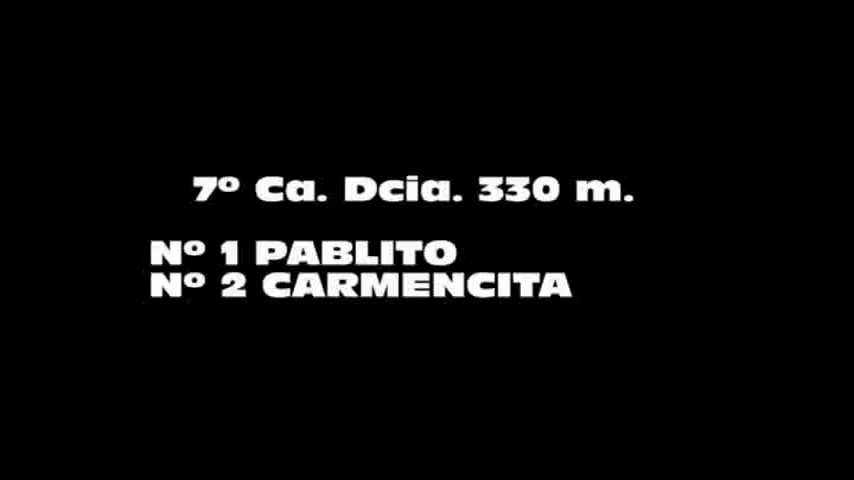 7º Ca. Dcia. 330 m.
Nº 1 PABLITO
Nº 2 CARMENCITA